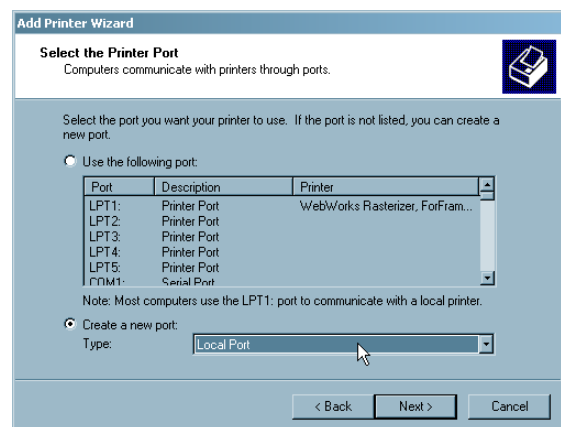 Add Printer Wizard
Select the Printer Port
Computers communicate with printers through ports.
Select the port you want your printer to use. If the port is not listed, you can create a
new port.
Use the following port:
Port Description Printer
LPT1: Printer Port WebWorks Rasterizer, ForFram...
LPT2: Printer Port
LPT3: Printer Port
LPT4: Printer Port
LPT5: Printer Port
COM1: Serial Port
Note: Most computers use the LPT1: port to communicate with a local printer.
Create a new port:
Type: Local Port
< Back Next > Cancel